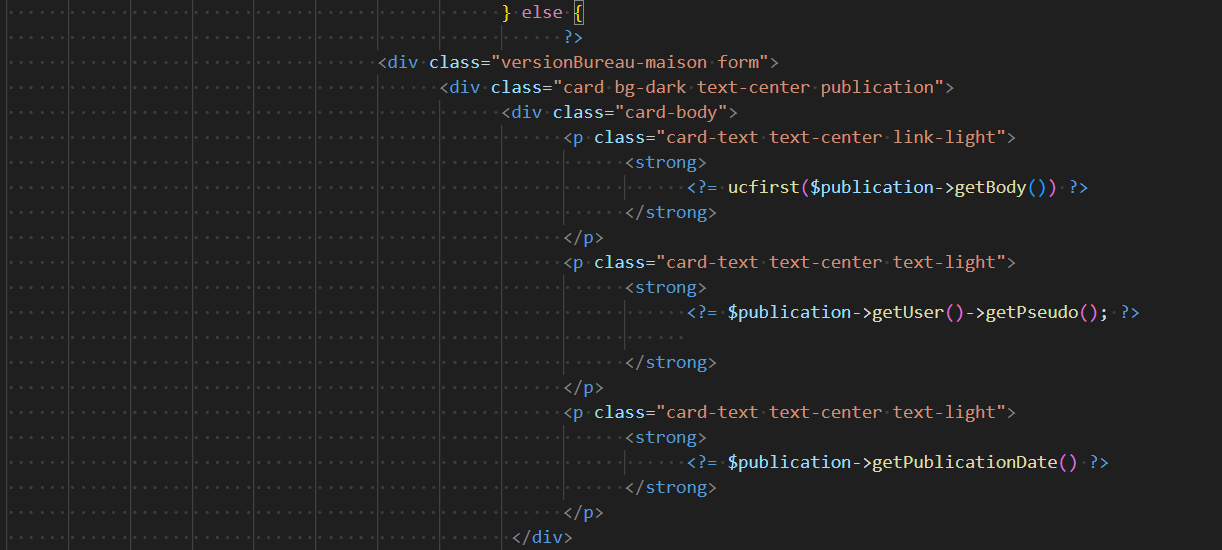 } else {
?>
<div class="versionBureau-maison form">
<div class="card bg-dark text-center publication">
<div class="card-body">
<p class="card-text text-center link-light">
<strong>
<?= ucfirst($publication->getBody()) ?>
</strong>
</p>
<p class="card-text text-center text-light">
<strong>
<?= $publication->getUser()->getPseudo(); ?>
</strong>
</p>
<p class="card-text text-center text-light">
<strong>
<?= $publication->getPublicationDate() ?>
</strong>
</p>
</div>